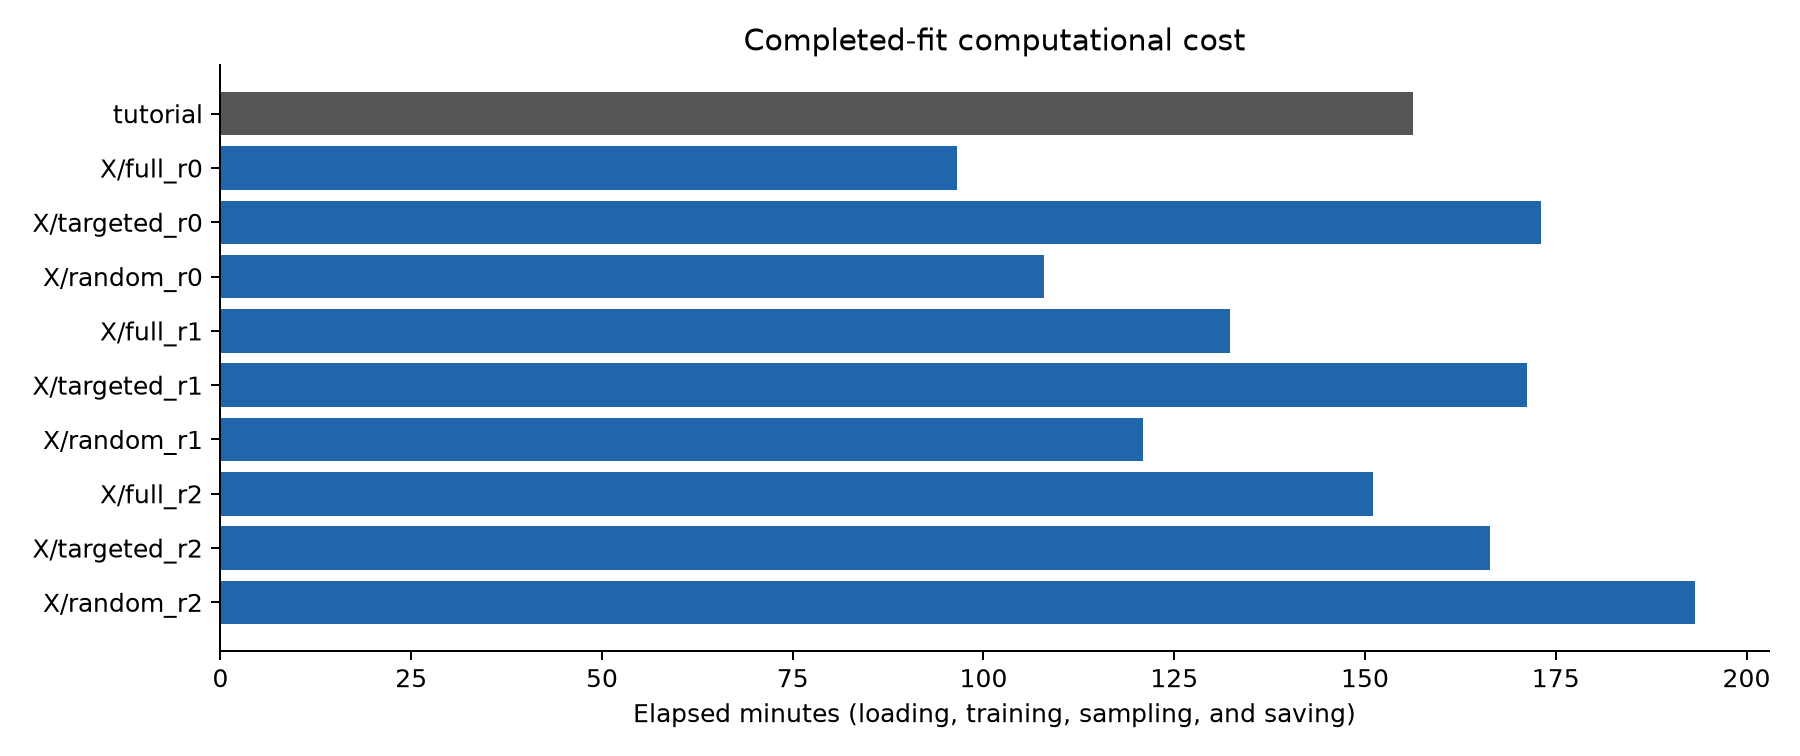 Completed-fit computational cost
tutorial
X/full_r0
X/targeted_r0
X/random_r0
X/full_r1
X/targeted_r1
X/random_r1
X/full_r2
X/targeted_r2
X/random_r2
0 25 50 75 100 125 150 175 200
Elapsed minutes (loading, training, sampling, and saving)